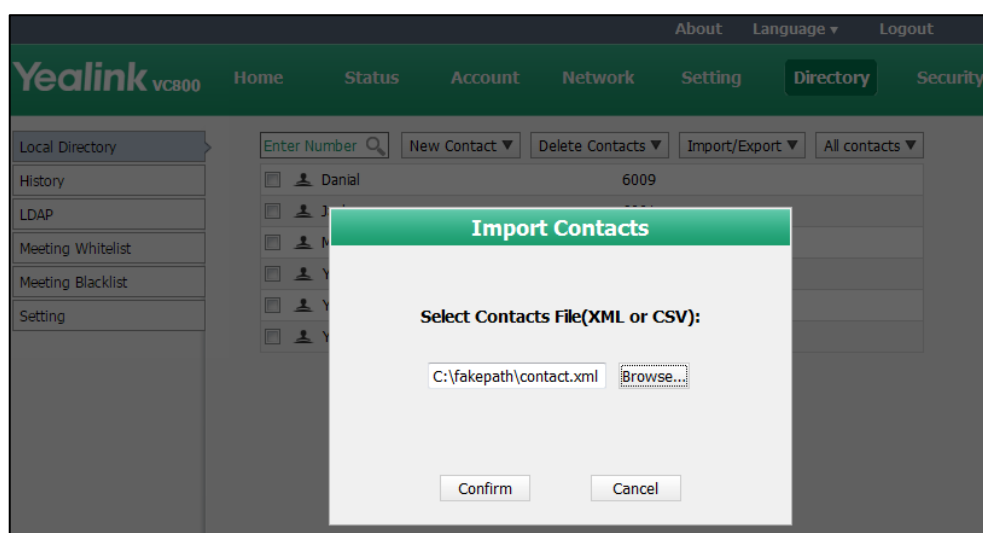 About Language ▾ Logout
Yealink VC800 Home Status Account Network Setting Directory Security
Local Directory
History
LDAP
Meeting Whitelist
Meeting Blacklist
Setting
Enter Number New Contact ▼ Delete Contacts ▼ Import/Export ▼ All contacts ▼
Danial 6009
Import Contacts
Select Contacts File(XML or CSV):
C:\fakepath\contact.xml Browse...
Confirm Cancel